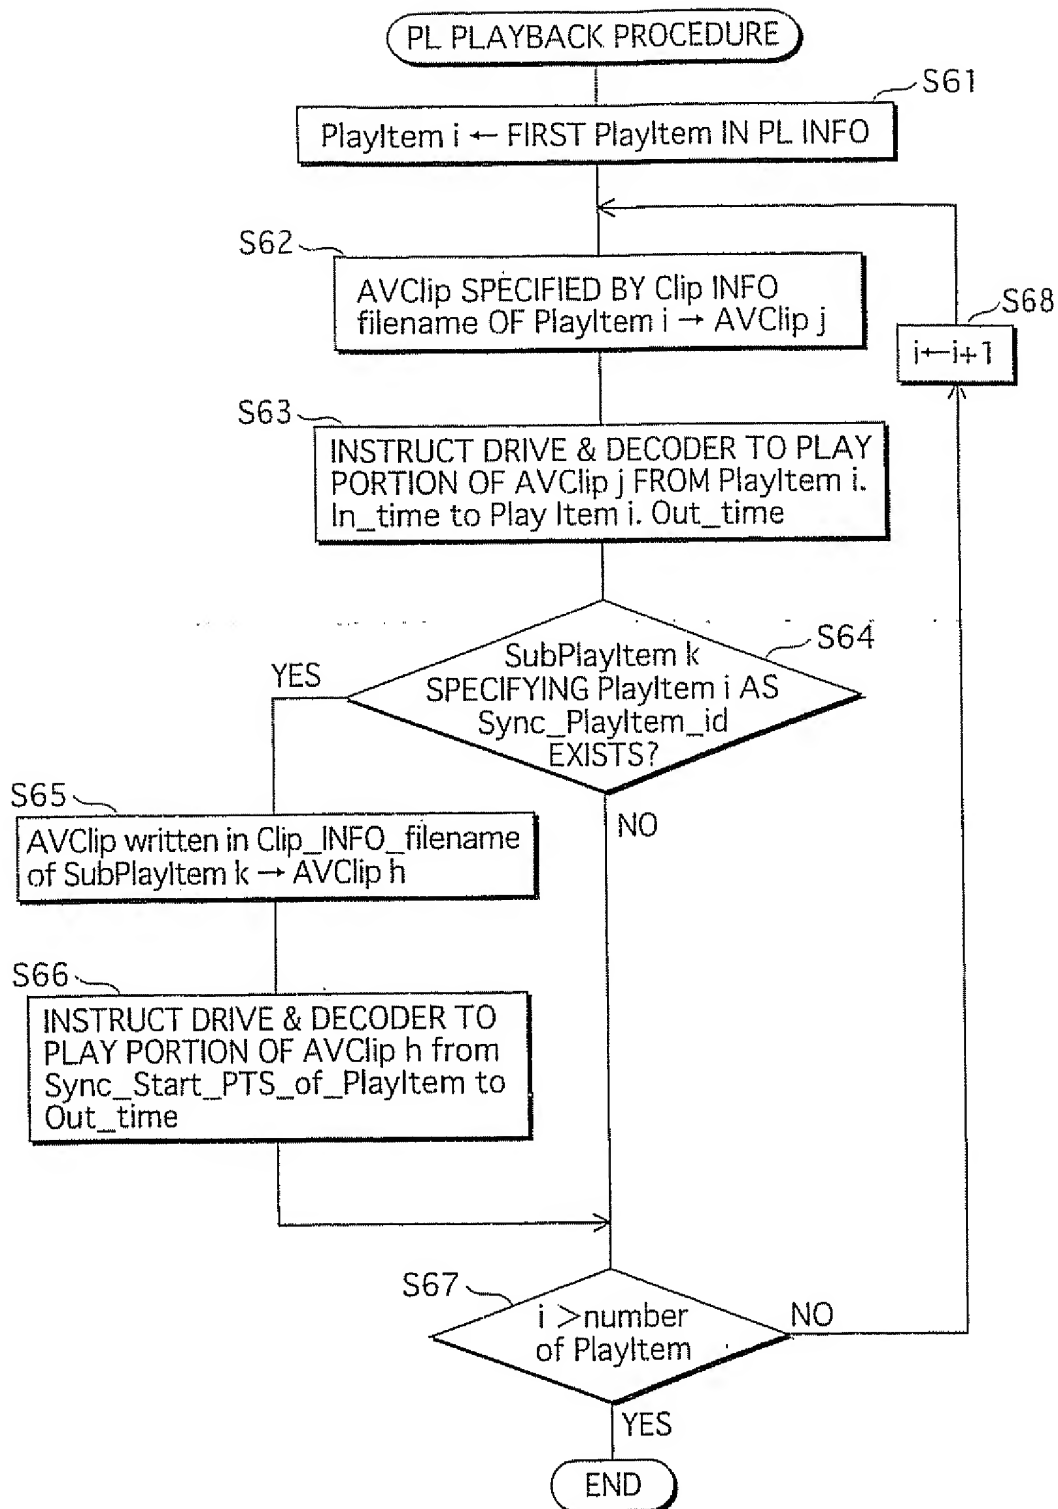 PL PLAYBACK PROCEDURE
S61
PlayItem i ← FIRST PlayItem IN PL INFO
S62
AVClip SPECIFIED BY Clip INFO
filename OF PlayItem i → AVClip j
S68
i←i+1
S63
INSTRUCT DRIVE & DECODER TO PLAY
PORTION OF AVClip j FROM PlayItem i.
In_time to Play Item i. Out_time
S64
SubPlayItem k
SPECIFYING PlayItem i AS
Sync_PlayItem_id
EXISTS?
YES
NO
S65
AVClip written in Clip_INFO_filename
of SubPlayItem k → AVClip h
S66
INSTRUCT DRIVE & DECODER TO
PLAY PORTION OF AVClip h from
Sync_Start_PTS_of_PlayItem to
Out_time
S67
i >number
of PlayItem
NO
YES
END